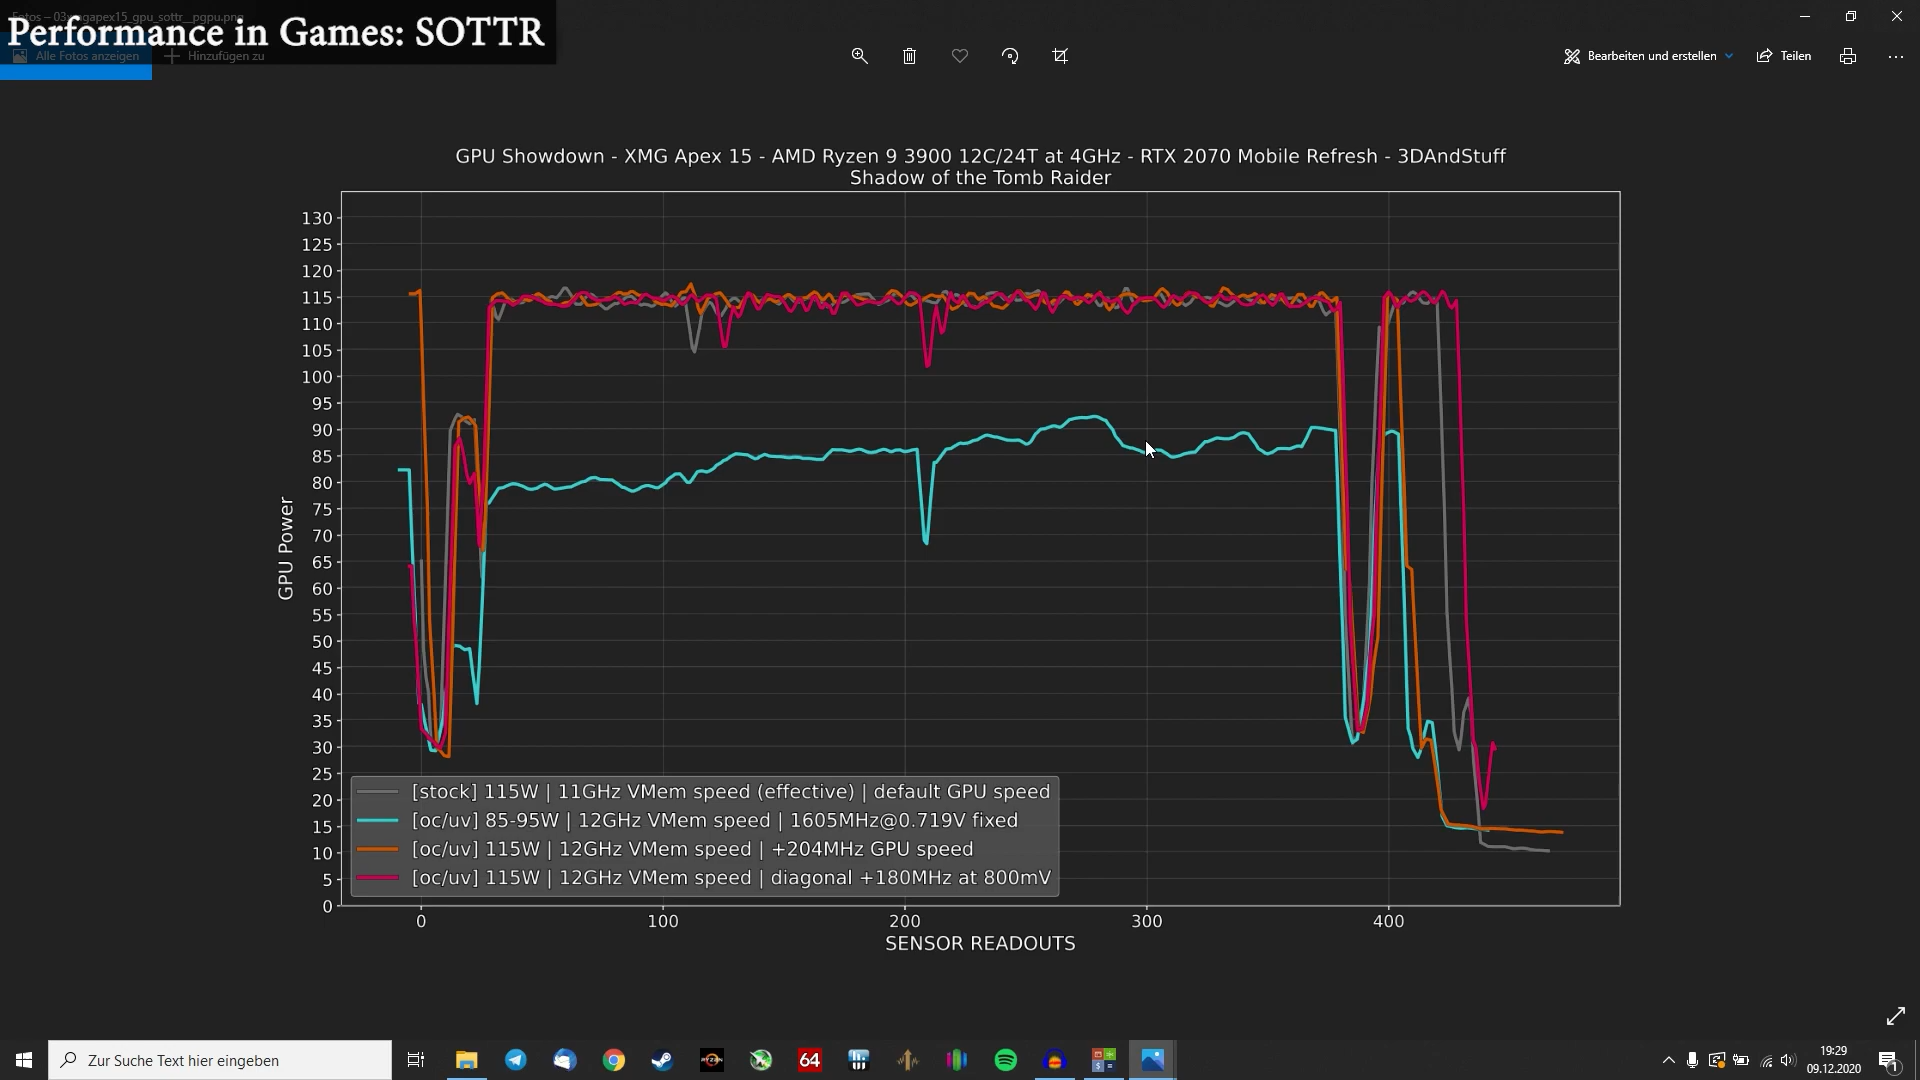 Fotos – 03
apex15_gpu_sottr__pgpu.png
Performance in Games: SOTTR
Alle Fotos anzeigen
Hinzufügen zu
Bearbeiten und erstellen
Teilen
GPU Showdown - XMG Apex 15 - AMD Ryzen 9 3900 12C/24T at 4GHz - RTX 2070 Mobile Refresh - 3DAndStuff
Shadow of the Tomb Raider
130
125
120
115
110
105
100
95
90
85
80
75
70
65
60
55
50
45
40
35
30
25
20
15
10
5
0
GPU Power
[stock] 115W | 11GHz VMem speed (effective) | default GPU speed
[oc/uv] 85-95W | 12GHz VMem speed | 1605MHz@0.719V fixed
[oc/uv] 115W | 12GHz VMem speed | +204MHz GPU speed
[oc/uv] 115W | 12GHz VMem speed | diagonal +180MHz at 800mV
0 100 200 300 400
SENSOR READOUTS
Zur Suche Text hier eingeben
RYZEN
64
19:29
09.12.2020
1